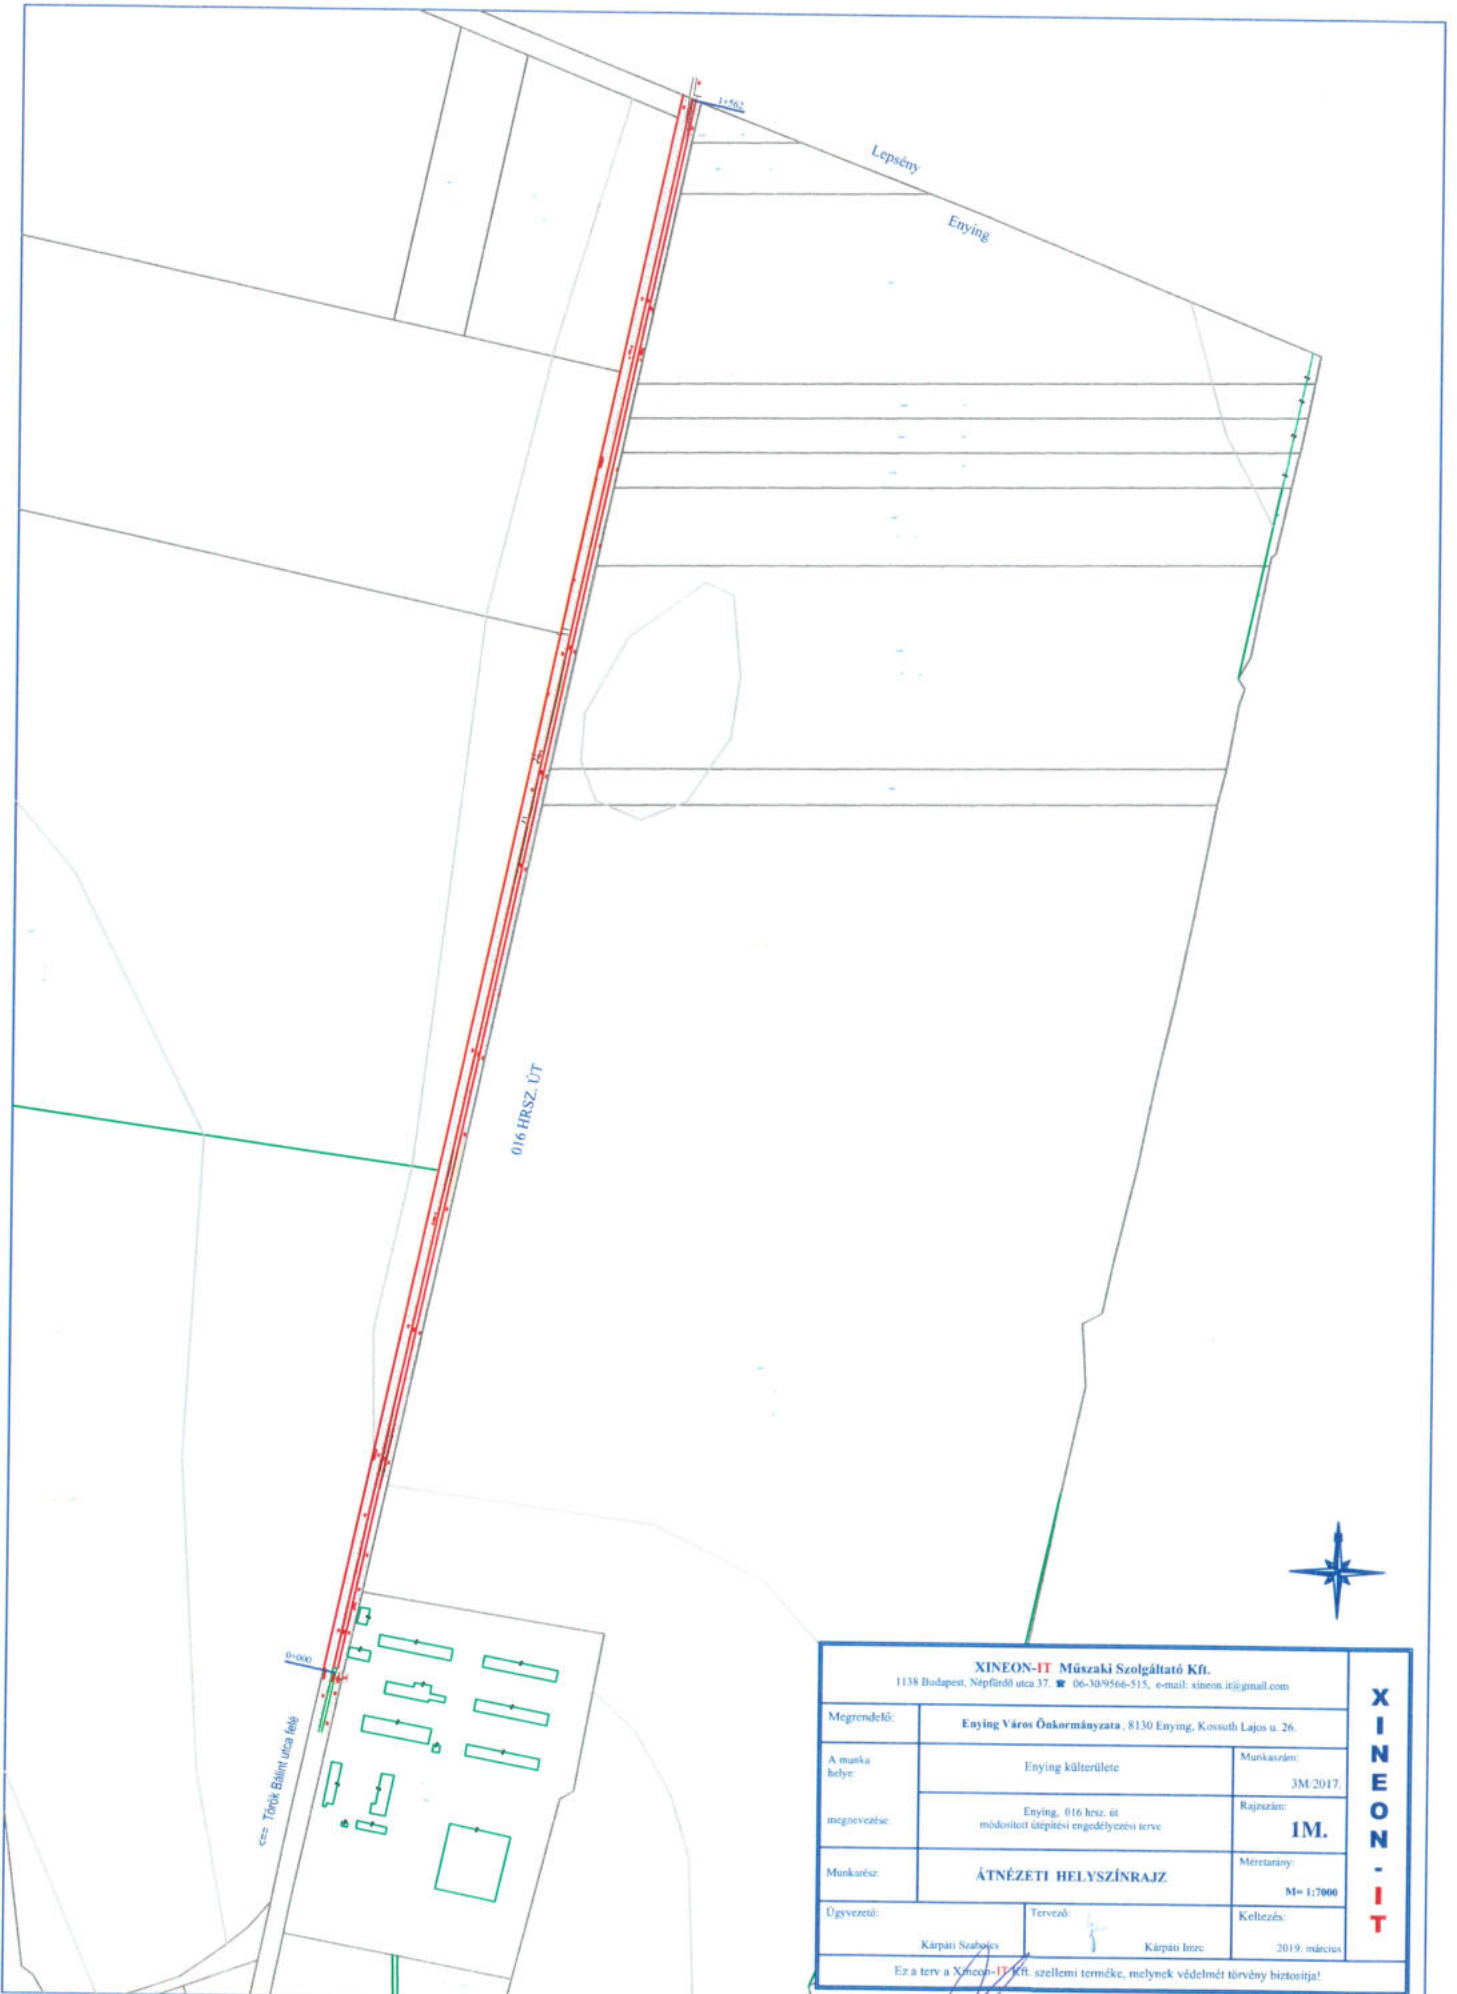 1+562
Lepsény
Enying
016 HRSZ. ÚT
0+000
<== Török Bálint utca felé
XINEON-IT Műszaki Szolgáltató Kft.
1138 Budapest, Népfürdő utca 37. ☎ 06-30/9566-515, e-mail: xineon.it@gmail.com
Megrendelő:
Enying Város Önkormányzata, 8130 Enying, Kossuth Lajos u. 26.
A munka
helye:
Enying külterülete
Munkaszám:
3M/2017.
megnevezése:
Enying, 016 hrsz. út
módosított útépítési engedélyezési terve
Rajzszám:
1M.
Munkarész:
ÁTNÉZETI HELYSZÍNRAJZ
Méretarány:
M= 1:7000
Ügyvezető:
Kárpáti Szabolcs
Tervező:
Kárpáti Imre
Keltezés:
2019. március
Ez a terv a Xineon-IT Kft. szellemi terméke, melynek védelmét törvény biztosítja!
XINEON-IT